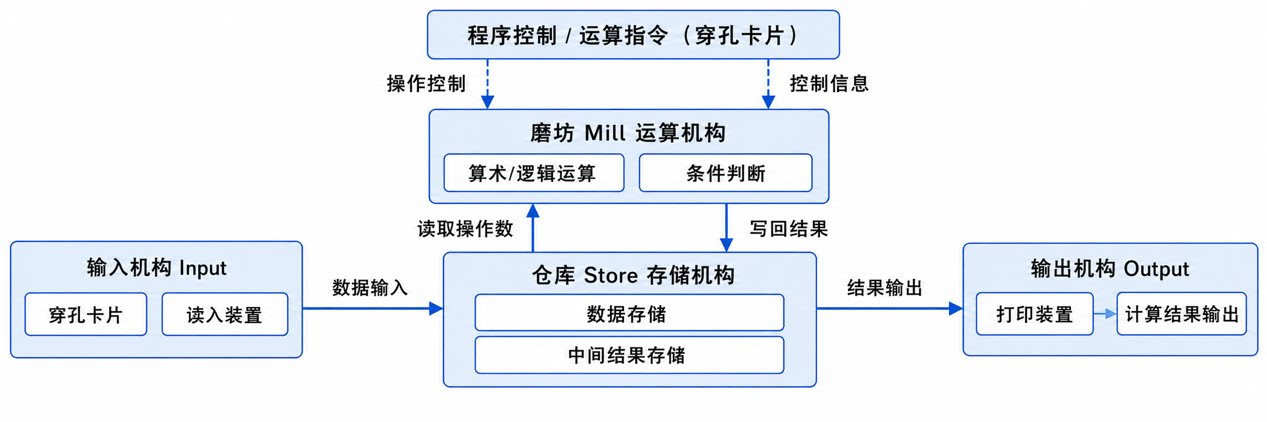 程序控制 / 运算指令（穿孔卡片）
操作控制
控制信息
磨坊 Mill 运算机构
算术/逻辑运算
条件判断
读取操作数
写回结果
输入机构 Input
穿孔卡片
读入装置
数据输入
仓库 Store 存储机构
数据存储
中间结果存储
结果输出
输出机构 Output
打印装置
计算结果输出